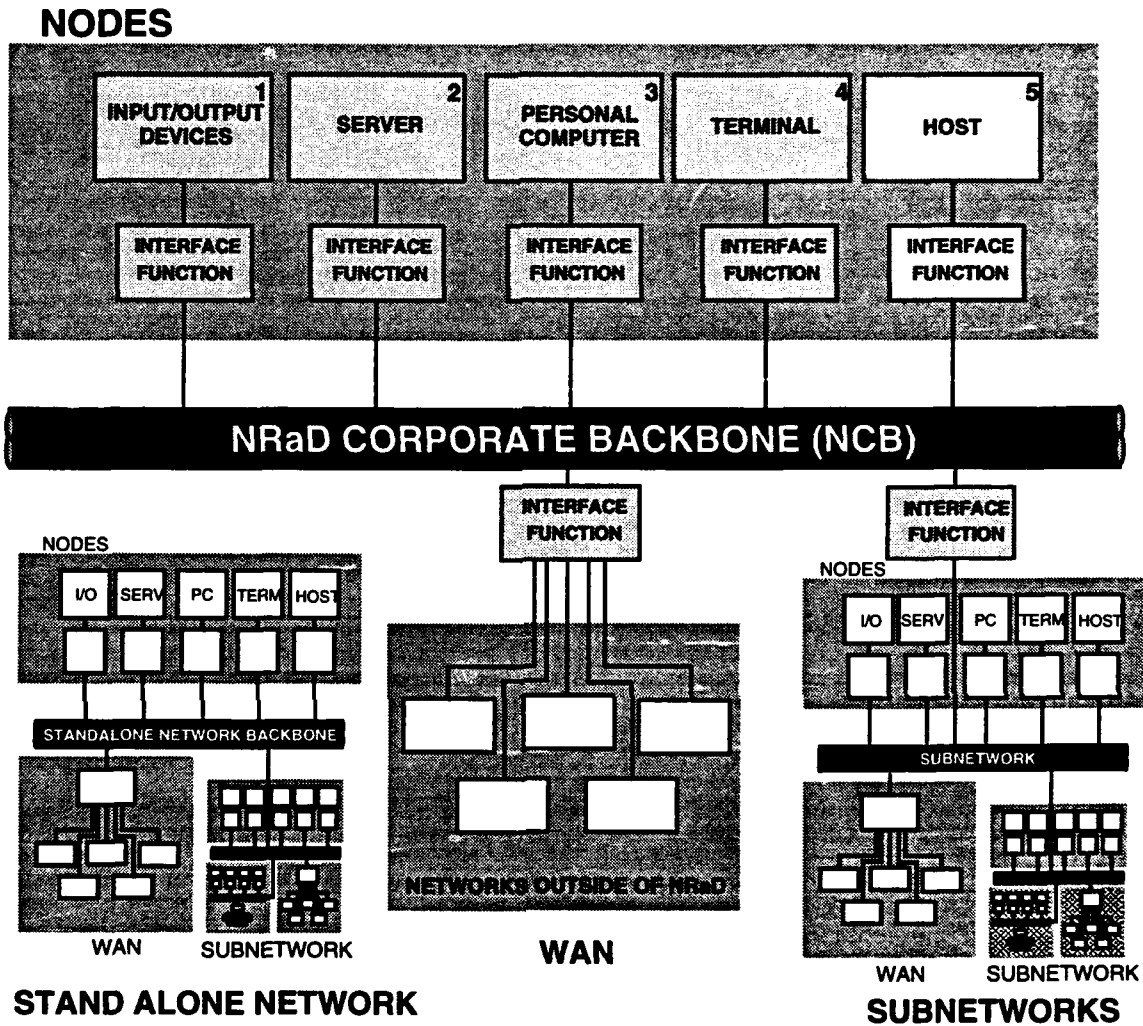 NODES
1
INPUT/OUTPUT
DEVICES
2
SERVER
3
PERSONAL
COMPUTER
4
TERMINAL
5
HOST
INTERFACE
FUNCTION
INTERFACE
FUNCTION
INTERFACE
FUNCTION
INTERFACE
FUNCTION
INTERFACE
FUNCTION
NRaD CORPORATE BACKBONE (NCB)
INTERFACE
FUNCTION
INTERFACE
FUNCTION
NODES
I/O SERV PC TERM HOST
STANDALONE NETWORK BACKBONE
WAN
SUBNETWORK
STAND ALONE NETWORK
NETWORKS OUTSIDE OF NRaD
WAN
NODES
I/O SERV PC TERM HOST
SUBNETWORK
WAN
SUBNETWORK
SUBNETWORKS